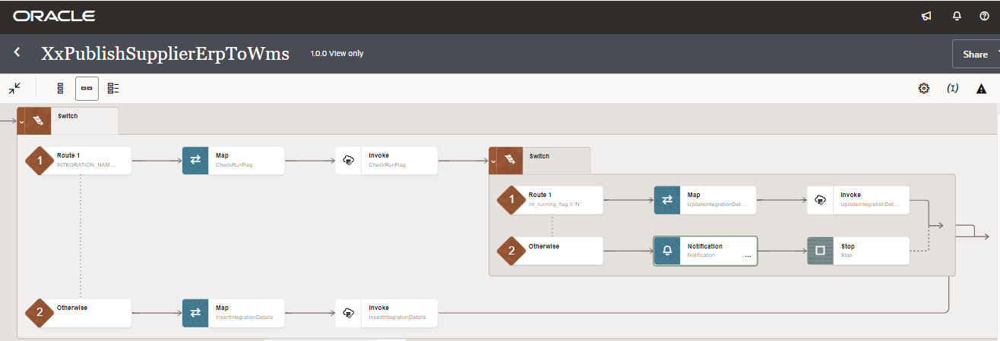 ORACLE
XxPublishSupplierErpToWms
1.0.0 View only
Share
(I)
Switch
1
Route 1
INTEGRATION_NAM...
Map
CheckRunFlag
Invoke
CheckRunFlag
Switch
1
Route 1
int_running_flag = 'N'
Map
UpdateIntegrationDet...
Invoke
UpdateIntegrationDet...
2
Otherwise
Notification
Notification
...
Stop
Stop
2
Otherwise
Map
InsertIntegrationDetails
Invoke
InsertIntegrationDetails